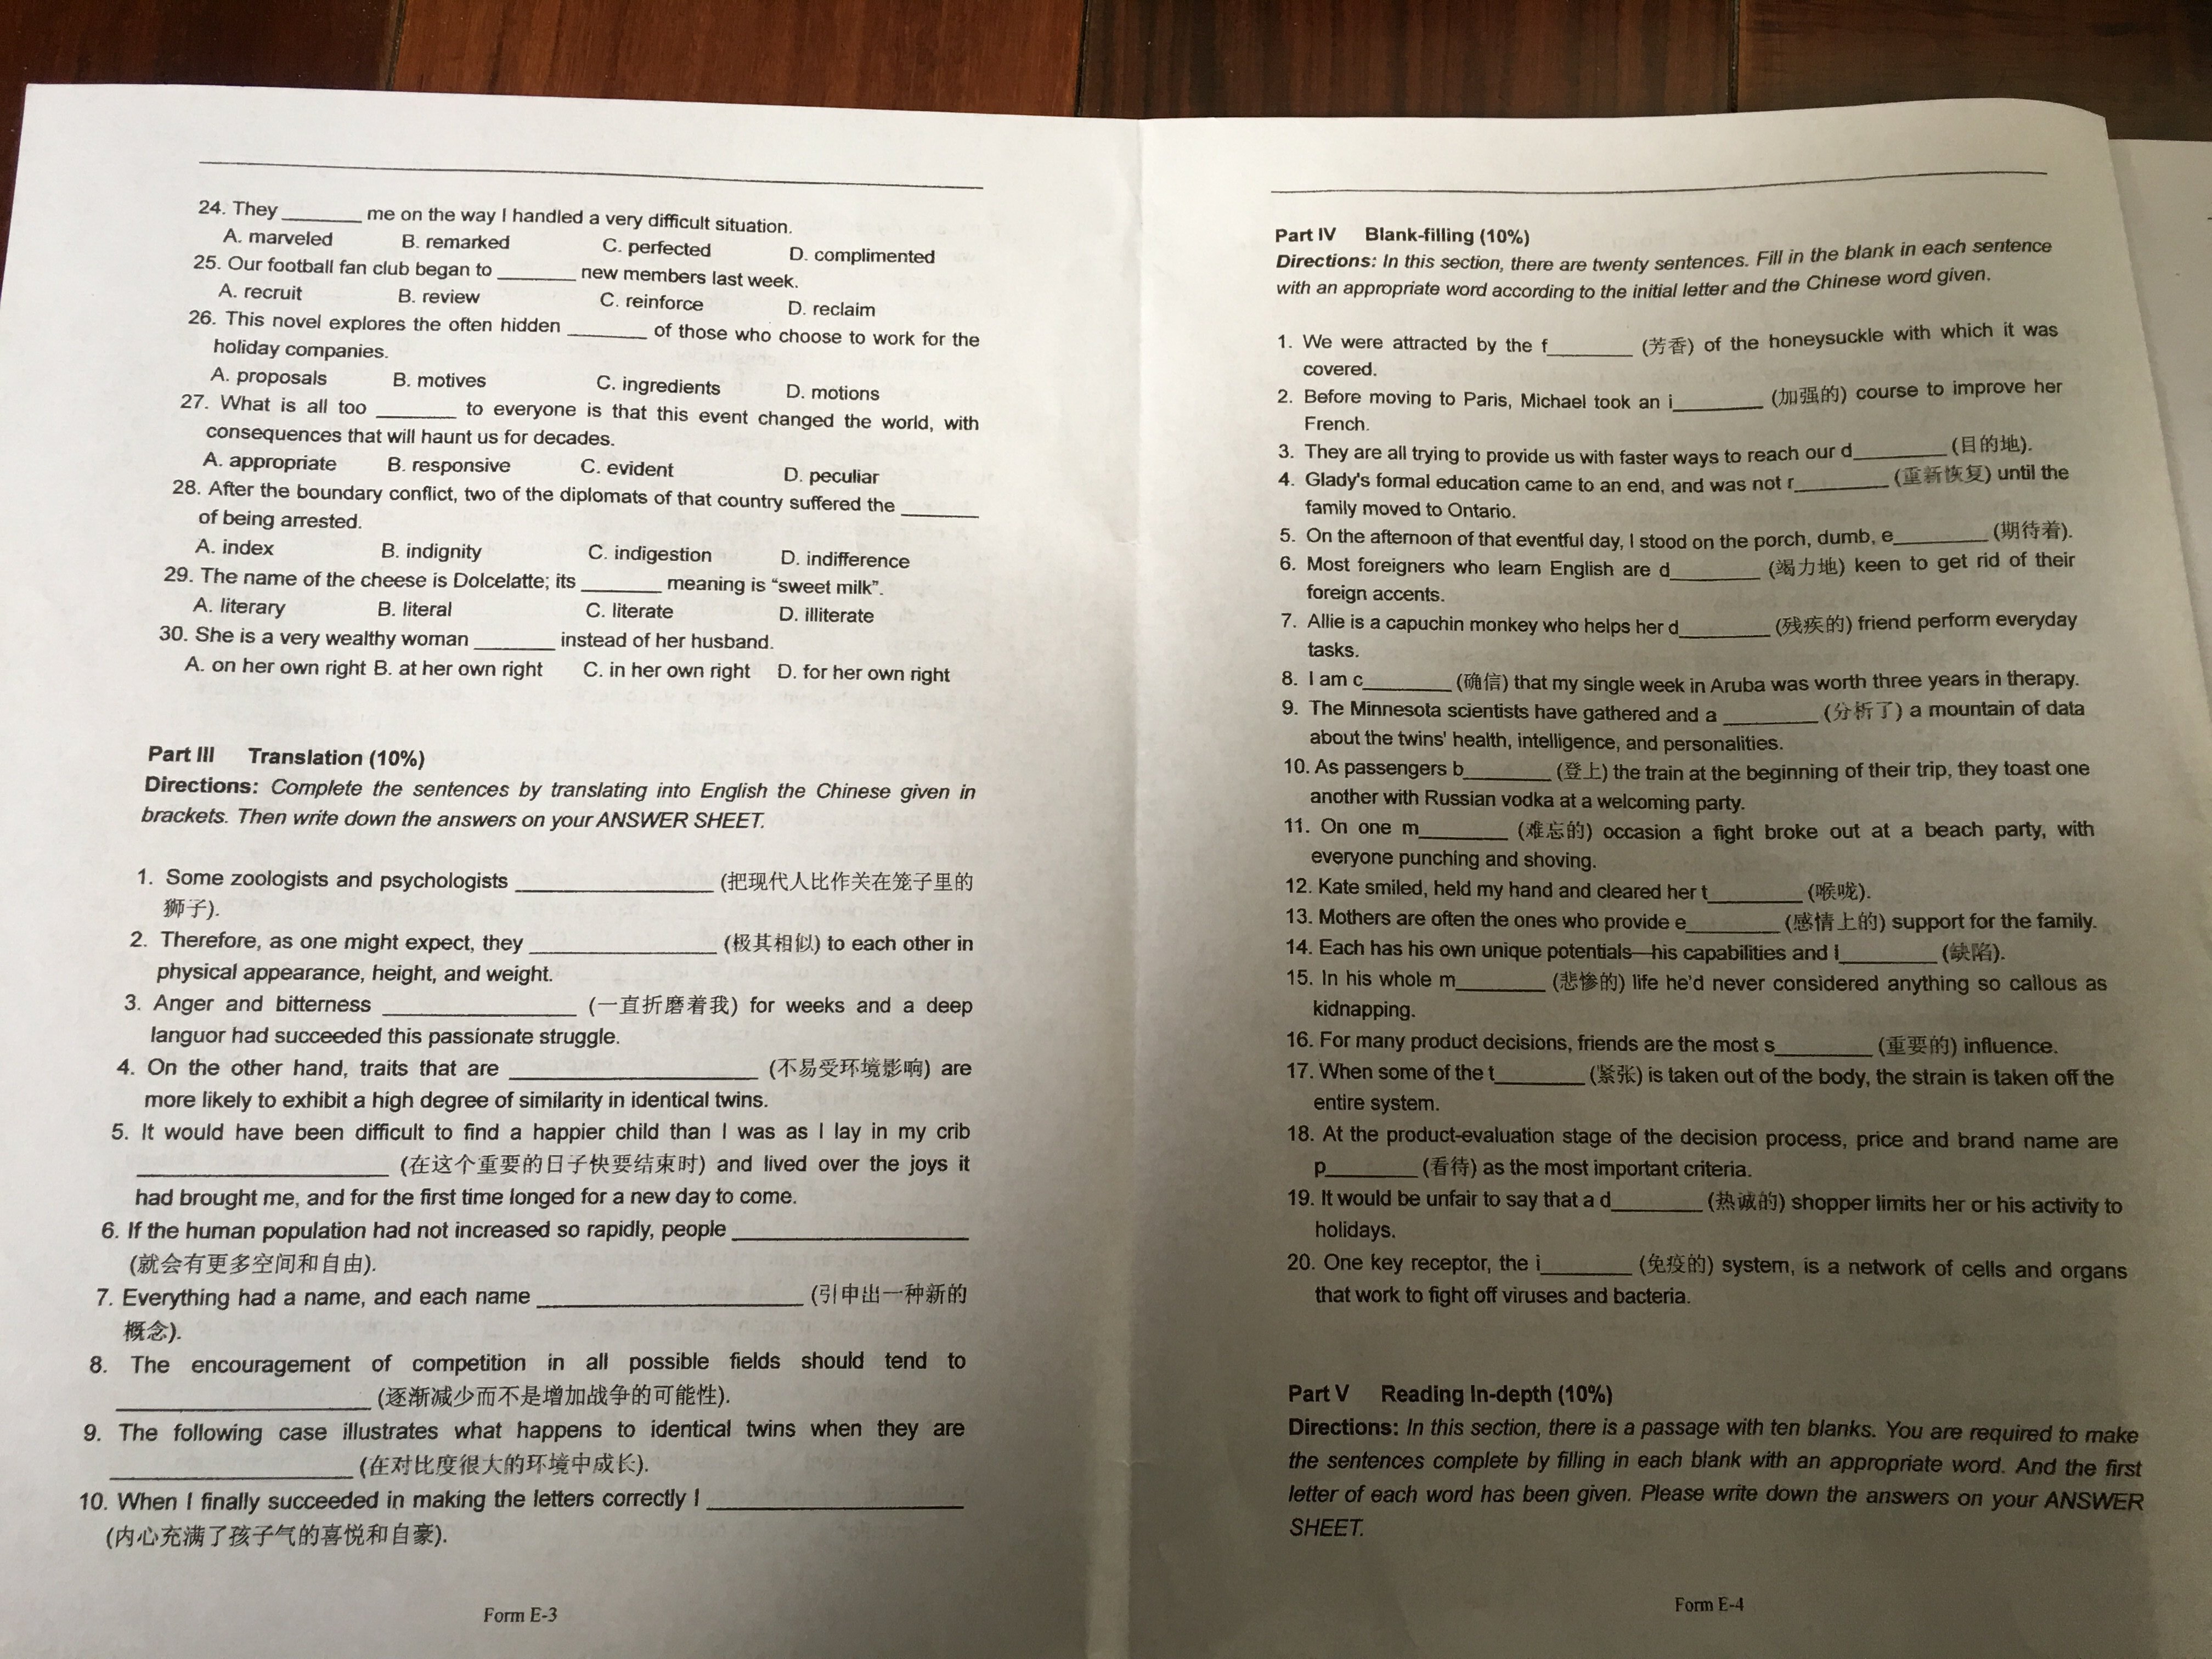 24. They ________ me on the way I handled a very difficult situation.
A. marveled B. remarked C. perfected D. complimented
25. Our football fan club began to ________ new members last week.
A. recruit B. review C. reinforce D. reclaim
26. This novel explores the often hidden ________ of those who choose to work for the
holiday companies.
A. proposals B. motives C. ingredients D. motions
27. What is all too ________ to everyone is that this event changed the world, with
consequences that will haunt us for decades.
A. appropriate B. responsive C. evident D. peculiar
28. After the boundary conflict, two of the diplomats of that country suffered the ________
of being arrested.
A. index B. indignity C. indigestion D. indifference
29. The name of the cheese is Dolcelatte; its ________ meaning is “sweet milk”.
A. literary B. literal C. literate D. illiterate
30. She is a very wealthy woman ________ instead of her husband.
A. on her own right B. at her own right C. in her own right D. for her own right
Part III Translation (10%)
Directions: Complete the sentences by translating into English the Chinese given in
brackets. Then write down the answers on your ANSWER SHEET.
1. Some zoologists and psychologists ____________________ (把现代人比作关在笼子里的
狮子).
2. Therefore, as one might expect, they ____________________ (极其相似) to each other in
physical appearance, height, and weight.
3. Anger and bitterness ____________________ (一直折磨着我) for weeks and a deep
languor had succeeded this passionate struggle.
4. On the other hand, traits that are ____________________ (不易受环境影响) are
more likely to exhibit a high degree of similarity in identical twins.
5. It would have been difficult to find a happier child than I was as I lay in my crib
____________________ (在这个重要的日子快要结束时) and lived over the joys it
had brought me, and for the first time longed for a new day to come.
6. If the human population had not increased so rapidly, people ____________________
(就会有更多空间和自由).
7. Everything had a name, and each name ____________________ (引申出一种新的
概念).
8. The encouragement of competition in all possible fields should tend to
____________________ (逐渐减少而不是增加战争的可能性).
9. The following case illustrates what happens to identical twins when they are
____________________ (在对比度很大的环境中成长).
10. When I finally succeeded in making the letters correctly I ____________________
(内心充满了孩子气的喜悦和自豪).
Form E-3
Part IV Blank-filling (10%)
Directions: In this section, there are twenty sentences. Fill in the blank in each sentence
with an appropriate word according to the initial letter and the Chinese word given.
1. We were attracted by the f________ (芳香) of the honeysuckle with which it was
covered.
2. Before moving to Paris, Michael took an i________ (加强的) course to improve her
French.
3. They are all trying to provide us with faster ways to reach our d________ (目的地).
4. Glady's formal education came to an end, and was not r________ (重新恢复) until the
family moved to Ontario.
5. On the afternoon of that eventful day, I stood on the porch, dumb, e________ (期待着).
6. Most foreigners who learn English are d________ (竭力地) keen to get rid of their
foreign accents.
7. Allie is a capuchin monkey who helps her d________ (残疾的) friend perform everyday
tasks.
8. I am c________ (确信) that my single week in Aruba was worth three years in therapy.
9. The Minnesota scientists have gathered and a ________ (分析了) a mountain of data
about the twins' health, intelligence, and personalities.
10. As passengers b________ (登上) the train at the beginning of their trip, they toast one
another with Russian vodka at a welcoming party.
11. On one m________ (难忘的) occasion a fight broke out at a beach party, with
everyone punching and shoving.
12. Kate smiled, held my hand and cleared her t________ (喉咙).
13. Mothers are often the ones who provide e________ (感情上的) support for the family.
14. Each has his own unique potentials—his capabilities and l________ (缺陷).
15. In his whole m________ (悲惨的) life he'd never considered anything so callous as
kidnapping.
16. For many product decisions, friends are the most s________ (重要的) influence.
17. When some of the t________ (紧张) is taken out of the body, the strain is taken off the
entire system.
18. At the product-evaluation stage of the decision process, price and brand name are
p________ (看待) as the most important criteria.
19. It would be unfair to say that a d________ (热诚的) shopper limits her or his activity to
holidays.
20. One key receptor, the i________ (免疫的) system, is a network of cells and organs
that work to fight off viruses and bacteria.
Part V Reading In-depth (10%)
Directions: In this section, there is a passage with ten blanks. You are required to make
the sentences complete by filling in each blank with an appropriate word. And the first
letter of each word has been given. Please write down the answers on your ANSWER
SHEET.
Form E-4